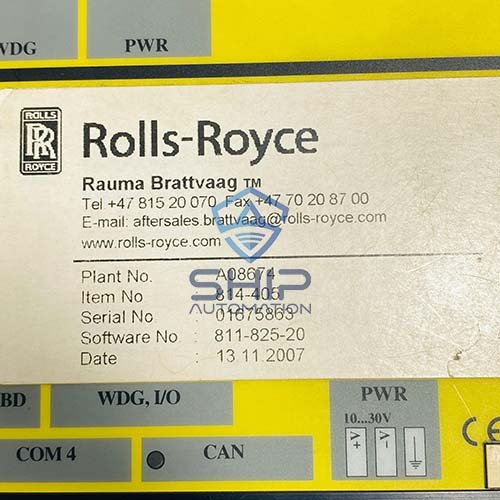 WDG PWR
ROLLS
RR
ROYCE
Rolls-Royce
Rauma Brattvaag TM
Tel.+47 815 20 070 Fax +47 70 20 87 00
E-mail: aftersales.brattvaag@rolls-royce.com
www.rolls-royce.com
Plant No. : A08674
Item No : 814-405
Serial No. : 01675863
Software No. : 811-825-20
Date : 13.11.2007
SHIP
AUTOMATION
BD WDG, I/O PWR
10...30V
COM 4 CAN
+ V - V
CE